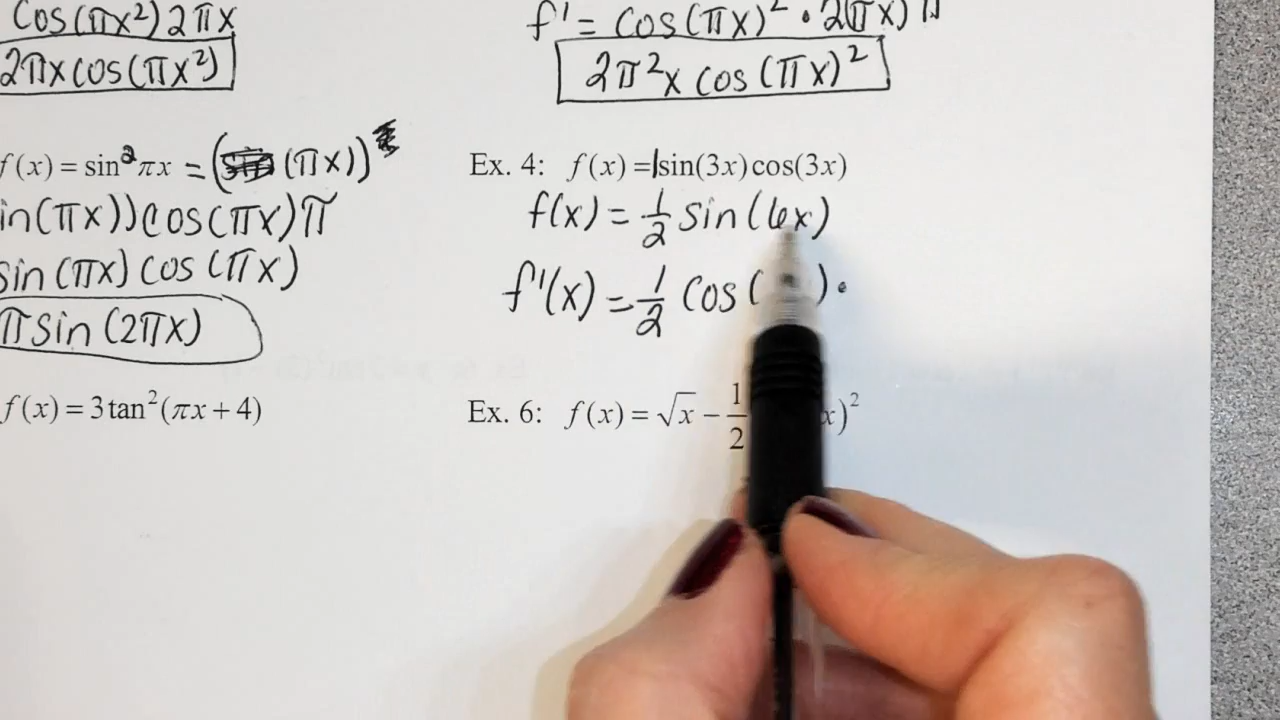 cos(πx²)2πx
2πx cos(πx²)
f' = cos(πx)² · 2(πx) π
2π²x cos(πx)²
f(x) = sin²πx = ( (πx))
in(πx))cos(πx)π
sin(πx) cos(πx)
π sin(2πx)
f(x) = 3tan²(πx + 4)
Ex. 4: f(x) = sin(3x)cos(3x)
f(x) = 1/2 sin(6x)
f'(x) = 1/2 cos( ) ·
Ex. 6: f(x) = √x − 1/2 x)²